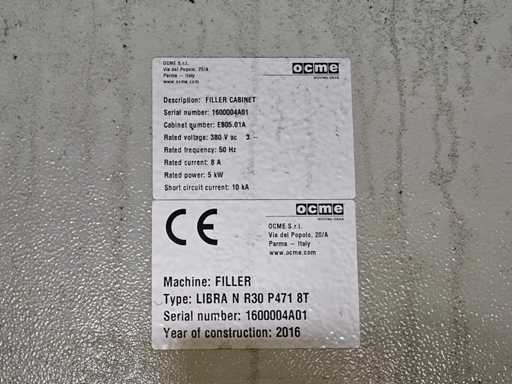 OCME S.r.l.
Via del Popolo, 20/A
Parma – Italy
www.ocme.com
ocme
Description: FILLER CABINET
Serial number: 1600004A01
Cabinet number: E805.01A
Rated voltage: 380 V ac 3 ~
Rated frequency: 50 Hz
Rated current: 8 A
Rated power: 5 kW
Short circuit current: 10 kA
CE
ocme
OCME S.r.l.
Via del Popolo, 20/A
Parma – Italy
www.ocme.com
Machine: FILLER
Type: LIBRA N R30 P471 8T
Serial number: 1600004A01
Year of construction: 2016